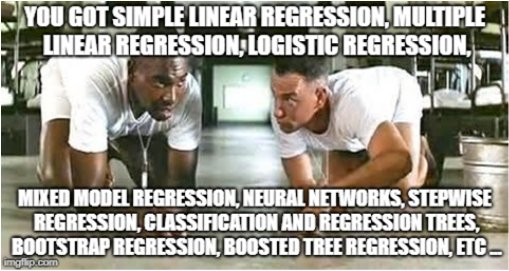 YOU GOT SIMPLE LINEAR REGRESSION, MULTIPLE
LINEAR REGRESSION, LOGISTIC REGRESSION,
MIXED MODEL REGRESSION, NEURAL NETWORKS, STEPWISE
REGRESSION, CLASSIFICATION AND REGRESSION TREES,
BOOTSTRAP REGRESSION, BOOSTED TREE REGRESSION, ETC ...
imgflip.com